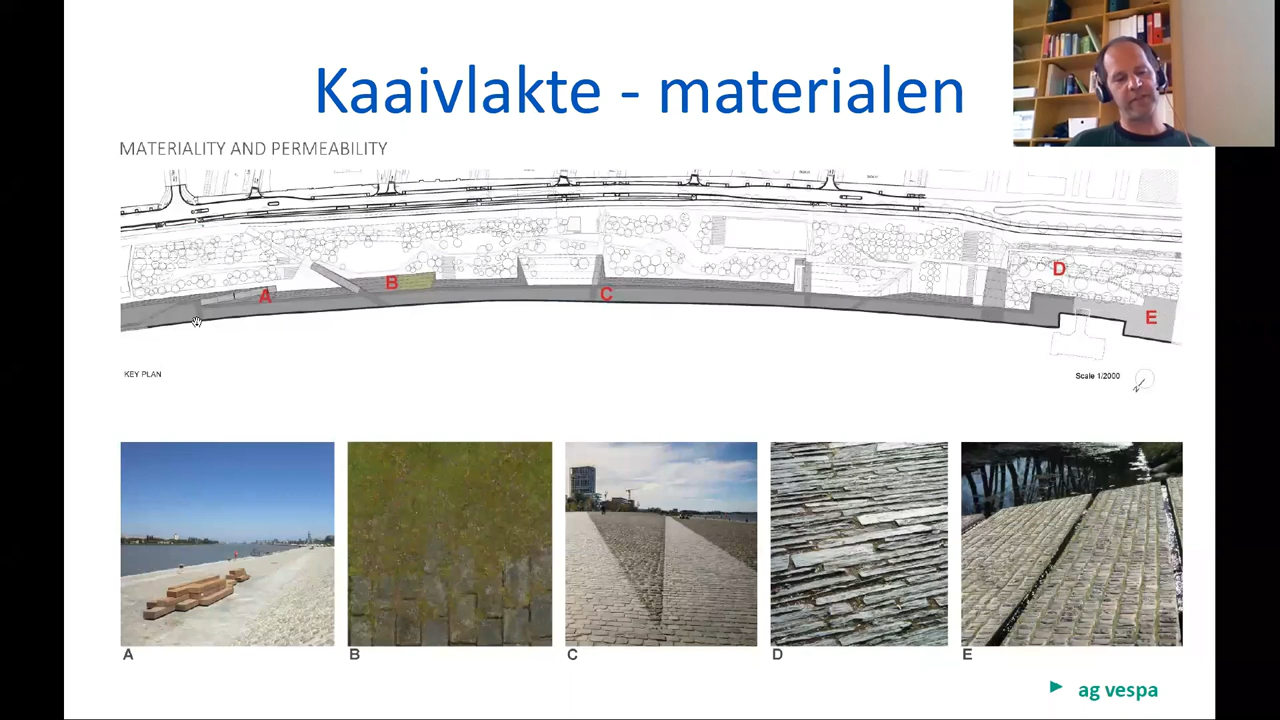 Kaaivlakte - materialen
MATERIALITY AND PERMEABILITY
A
B
C
D
E
KEY PLAN
Scale 1/2000
A
B
C
D
E
ag vespa